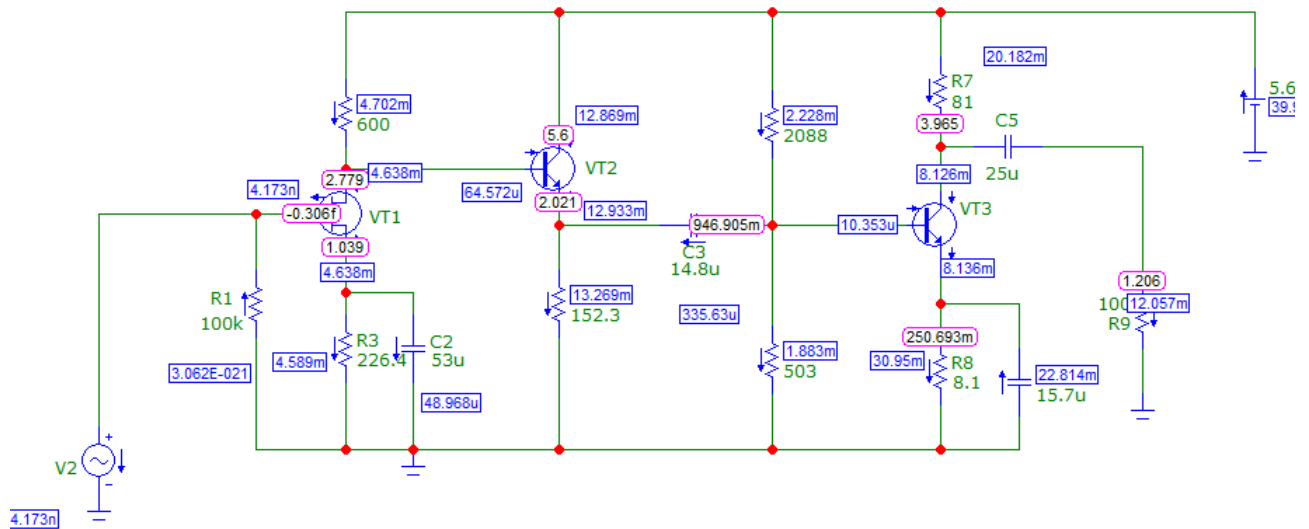 20.182m
R7
81
4.702m
600
12.869m
5.6
2.228m
2088
3.965
C5
25u
5.6
2.779
4.638m
4.173n
-0.306f
VT1
64.572u
VT2
2.021
12.933m
946.905m
C3
14.8u
10.353u
8.126m
VT3
8.136m
1.039
4.638m
R1
100k
3.062E-021
4.589m
R3
226.4
C2
53u
48.968u
13.269m
152.3
335.63u
1.883m
503
250.693m
30.95m
R8
8.1
22.814m
15.7u
1.206
12.057m
R9
V2
+
-
4.173n